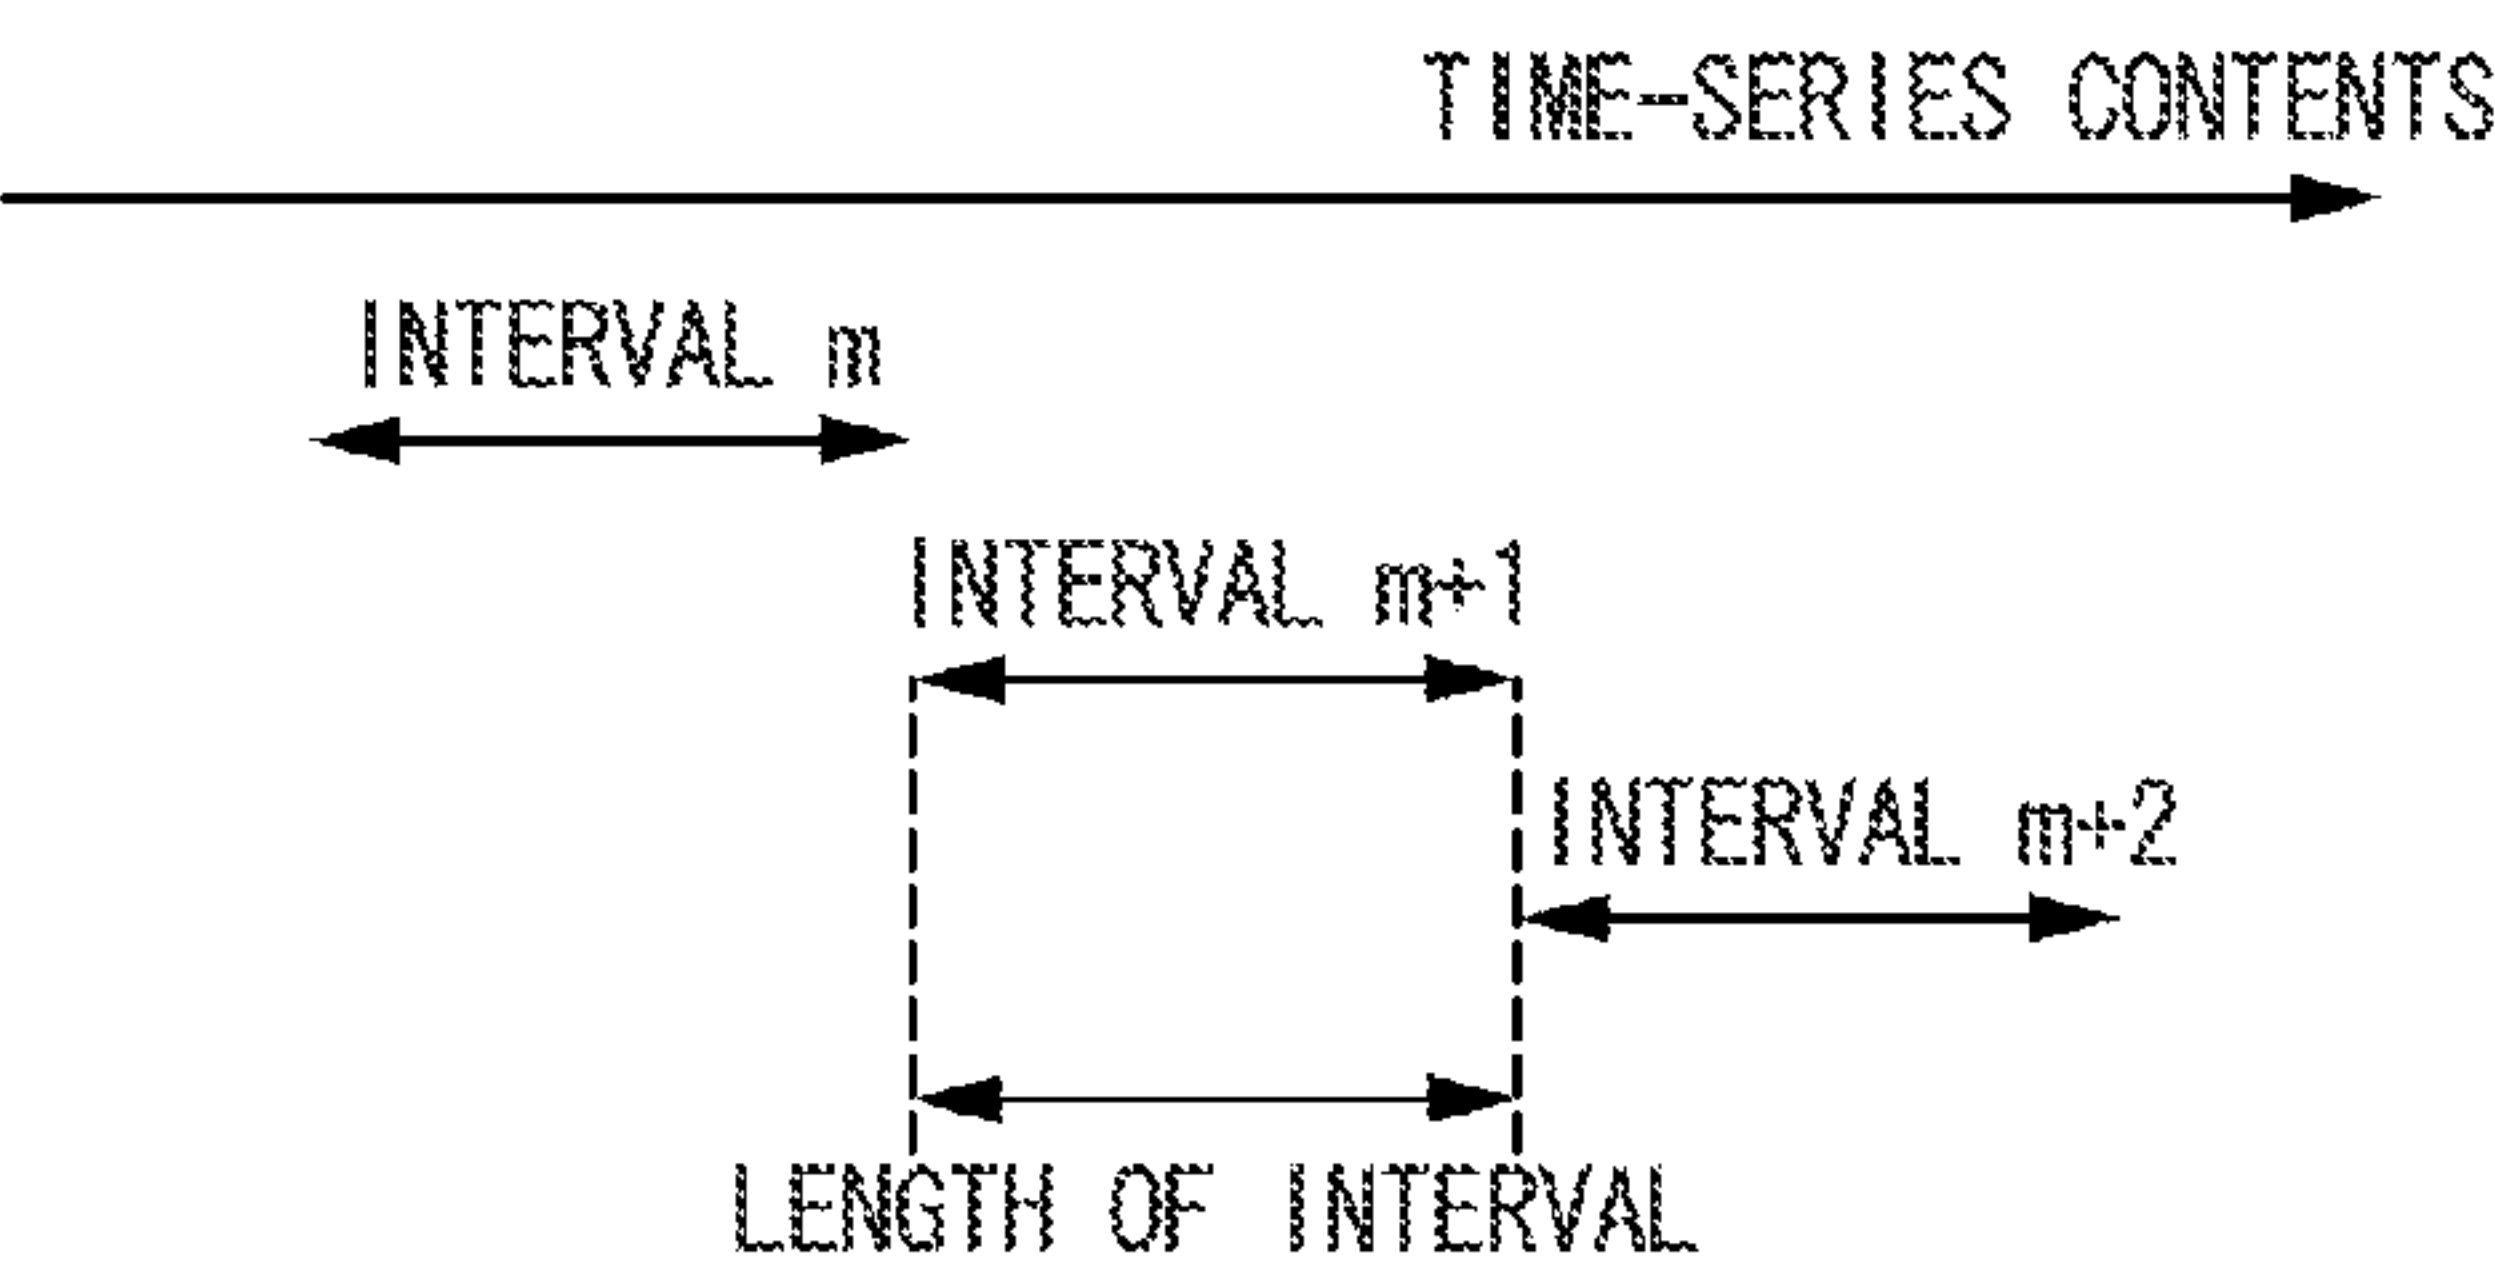 TIME-SERIES CONTENTS
INTERVAL m
INTERVAL m+1
INTERVAL m+2
LENGTH OF INTERVAL